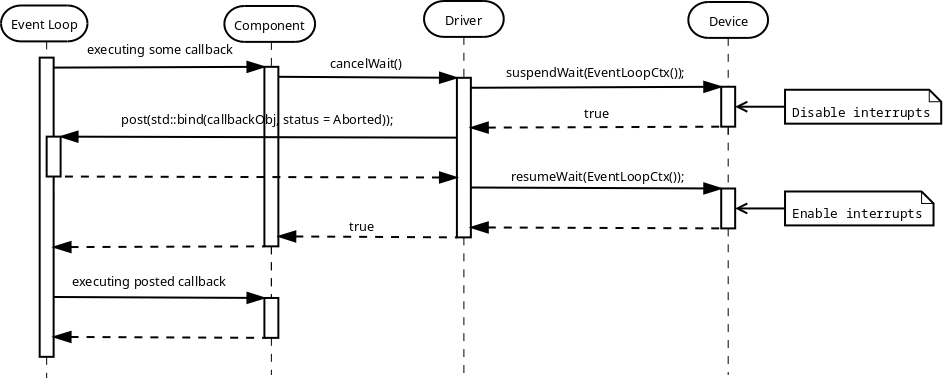 Event Loop
Component
Driver
Device
executing some callback
cancelWait()
suspendWait(EventLoopCtx());
Disable interrupts
post(std::bind(callbackObj, status = Aborted));
true
resumeWait(EventLoopCtx());
Enable interrupts
true
executing posted callback